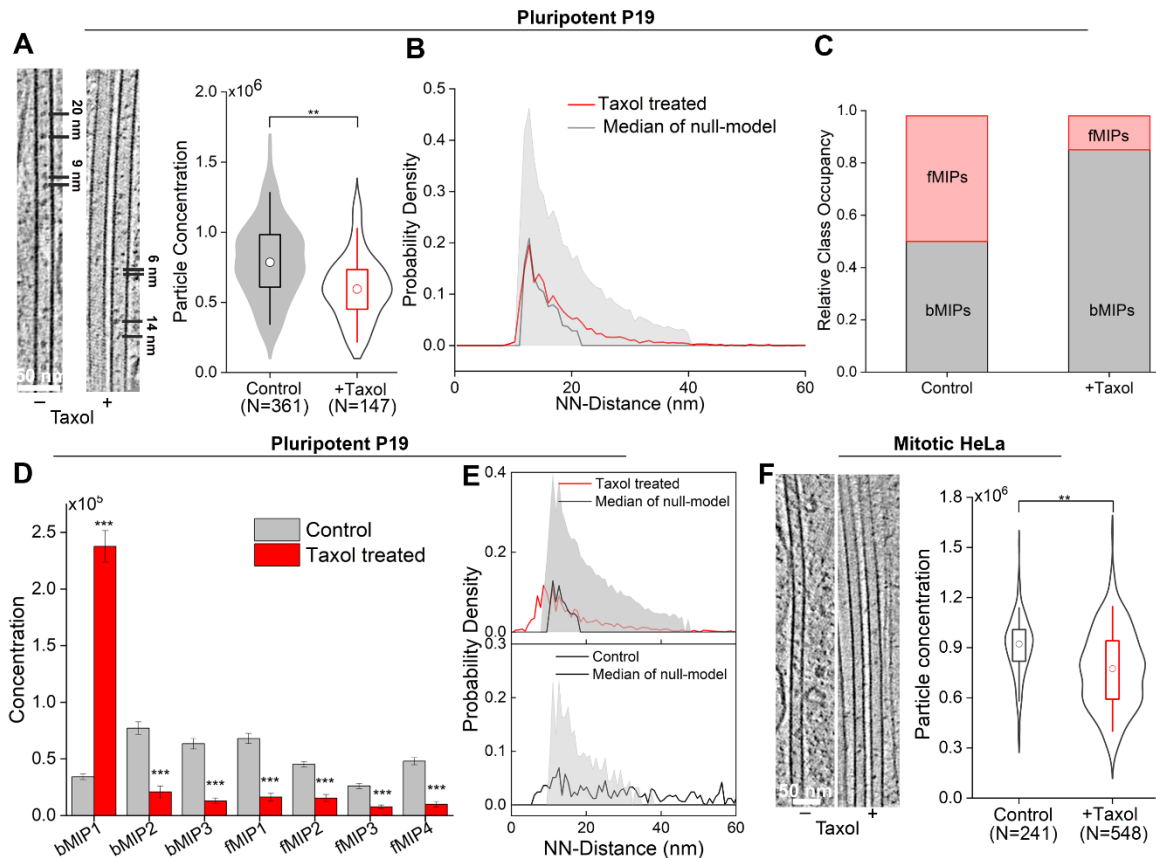 Pluripotent P19
A
20 nm
9 nm
6 nm
14 nm
50 nm
–
+
Taxol
x10⁶
Particle Concentration
2.0
1.5
1.0
0.5
0.0
**
Control
(N=361)
+Taxol
(N=147)
B
Probability Density
0.5
0.4
0.3
0.2
0.1
0.0
Taxol treated
Median of null-model
0
20
40
60
NN-Distance (nm)
C
Relative Class Occupancy
1.0
0.8
0.6
0.4
0.2
0.0
fMIPs
bMIPs
fMIPs
bMIPs
Control
+Taxol
Pluripotent P19
D
x10⁵
Concentration
2.5
2.0
1.5
1.0
0.5
0.0
Control
Taxol treated
***
***
***
***
***
***
***
bMIP1
bMIP2
bMIP3
fMIP1
fMIP2
fMIP3
fMIP4
E
Probability Density
0.4
0.2
0.0
Taxol treated
Median of null-model
0.3
0.2
0.1
0.0
Control
Median of null-model
0
20
40
60
NN-Distance (nm)
Mitotic HeLa
F
50 nm
–
+
Taxol
x10⁶
Particle concentration
1.8
1.5
1.2
0.9
0.6
0.3
0.0
**
Control
(N=241)
+Taxol
(N=548)